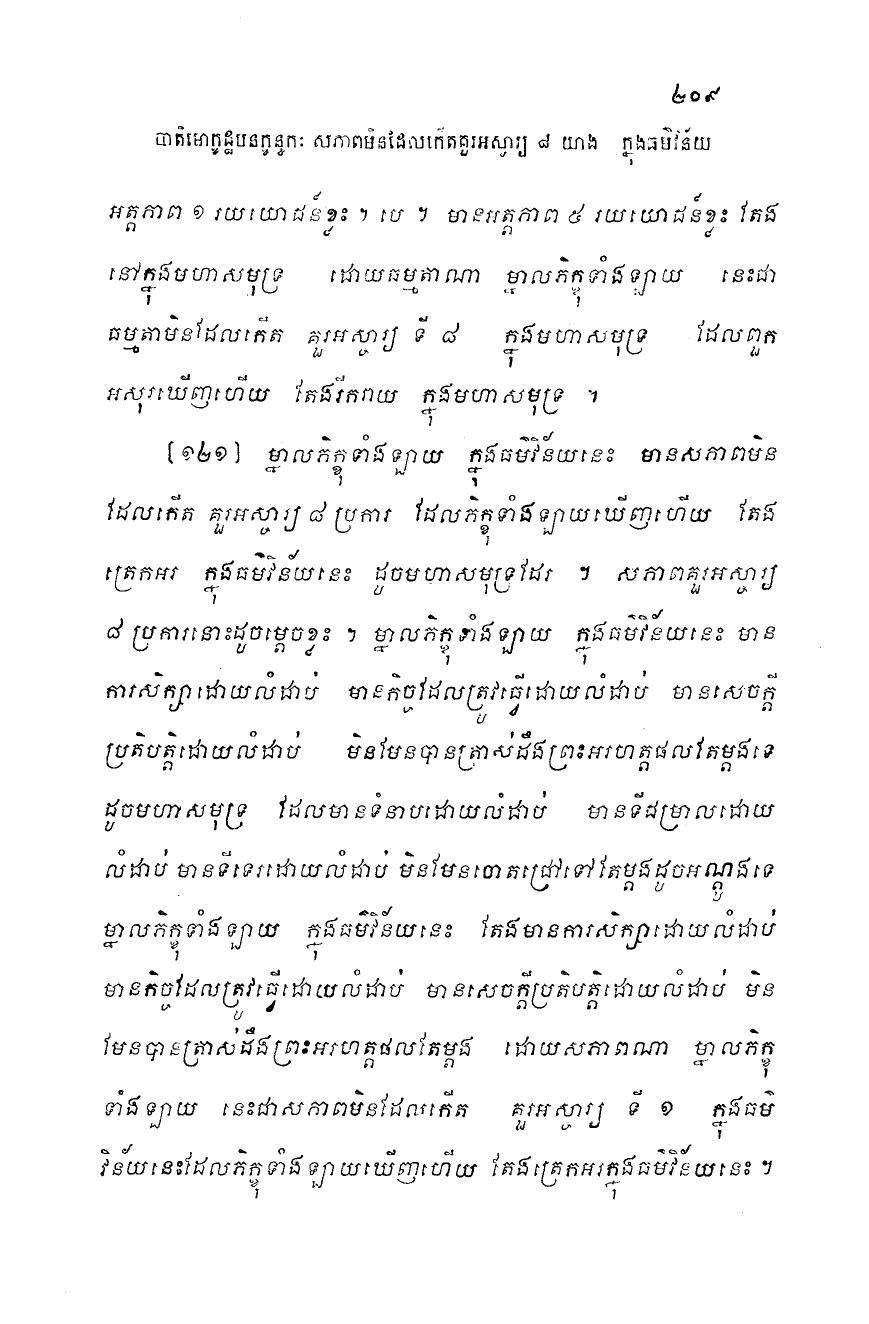 ២០៩
បាតិមោក្ខដ្ឋបនក្ខន្ធកៈ សភាពមិនដែលកើតគួរអស្ចារ្យ ៨ យាង ក្នុងធម៌វិន័យ
អត្តភាព ១ រយយោជន៍ខ្លះ ។ បេ ។ មានអត្តភាព ៥ រយយោជន៍ខ្លះ តែង
នៅក្នុងមហាសមុទ្រ ដោយធម្មតាណា ម្នាលភិក្ខុទាំងឡាយ នេះជា
ធម្មតាមិនដែលកើត គួរអស្ចារ្យ ទី ៨ ក្នុងមហាសមុទ្រ ដែលពួក
អសុរឃើញហើយ តែងរីករាយ ក្នុងមហាសមុទ្រ ។
[១២១] ម្នាលភិក្ខុទាំងឡាយ ក្នុងធម៌វិន័យនេះ មានសភាពមិន
ដែលកើត គួរអស្ចារ្យ ៨ ប្រការ ដែលភិក្ខុទាំងឡាយឃើញហើយ តែង
ត្រេកអរ ក្នុងធម៌វិន័យនេះ ដូចមហាសមុទ្រដែរ ។ សភាពគួរអស្ចារ្យ
៨ ប្រការនោះដូចម្តេចខ្លះ ។ ម្នាលភិក្ខុទាំងឡាយ ក្នុងធម៌វិន័យនេះ មាន
ការសិក្សាដោយលំដាប់ មានកិច្ចដែលត្រូវធ្វើដោយលំដាប់ មានសេចក្តី
ប្រតិបត្តិដោយលំដាប់ មិនមែនបានត្រាស់ដឹងព្រះអរហត្តផលតែម្តងទេ
ដូចមហាសមុទ្រ ដែលមានទំនាបដោយលំដាប់ មានទីជម្រាលដោយ
លំដាប់ មានទីទេរដោយលំដាប់ មិនមែនចោតជ្រៅទៅតែម្តងដូចអណ្តូងទេ
ម្នាលភិក្ខុទាំងឡាយ ក្នុងធម៌វិន័យនេះ តែងមានការសិក្សាដោយលំដាប់
មានកិច្ចដែលត្រូវធ្វើដោយលំដាប់ មានសេចក្តីប្រតិបត្តិដោយលំដាប់ មិន
មែនបានត្រាស់ដឹងព្រះអរហត្តផលតែម្តង ដោយសភាពណា ម្នាលភិក្ខុ
ទាំងឡាយ នេះជាសភាពមិនដែលកើត គួរអស្ចារ្យ ទី ១ ក្នុងធម៌
វិន័យនេះដែលភិក្ខុទាំងឡាយឃើញហើយ តែងត្រេកអរក្នុងធម៌វិន័យនេះ ។